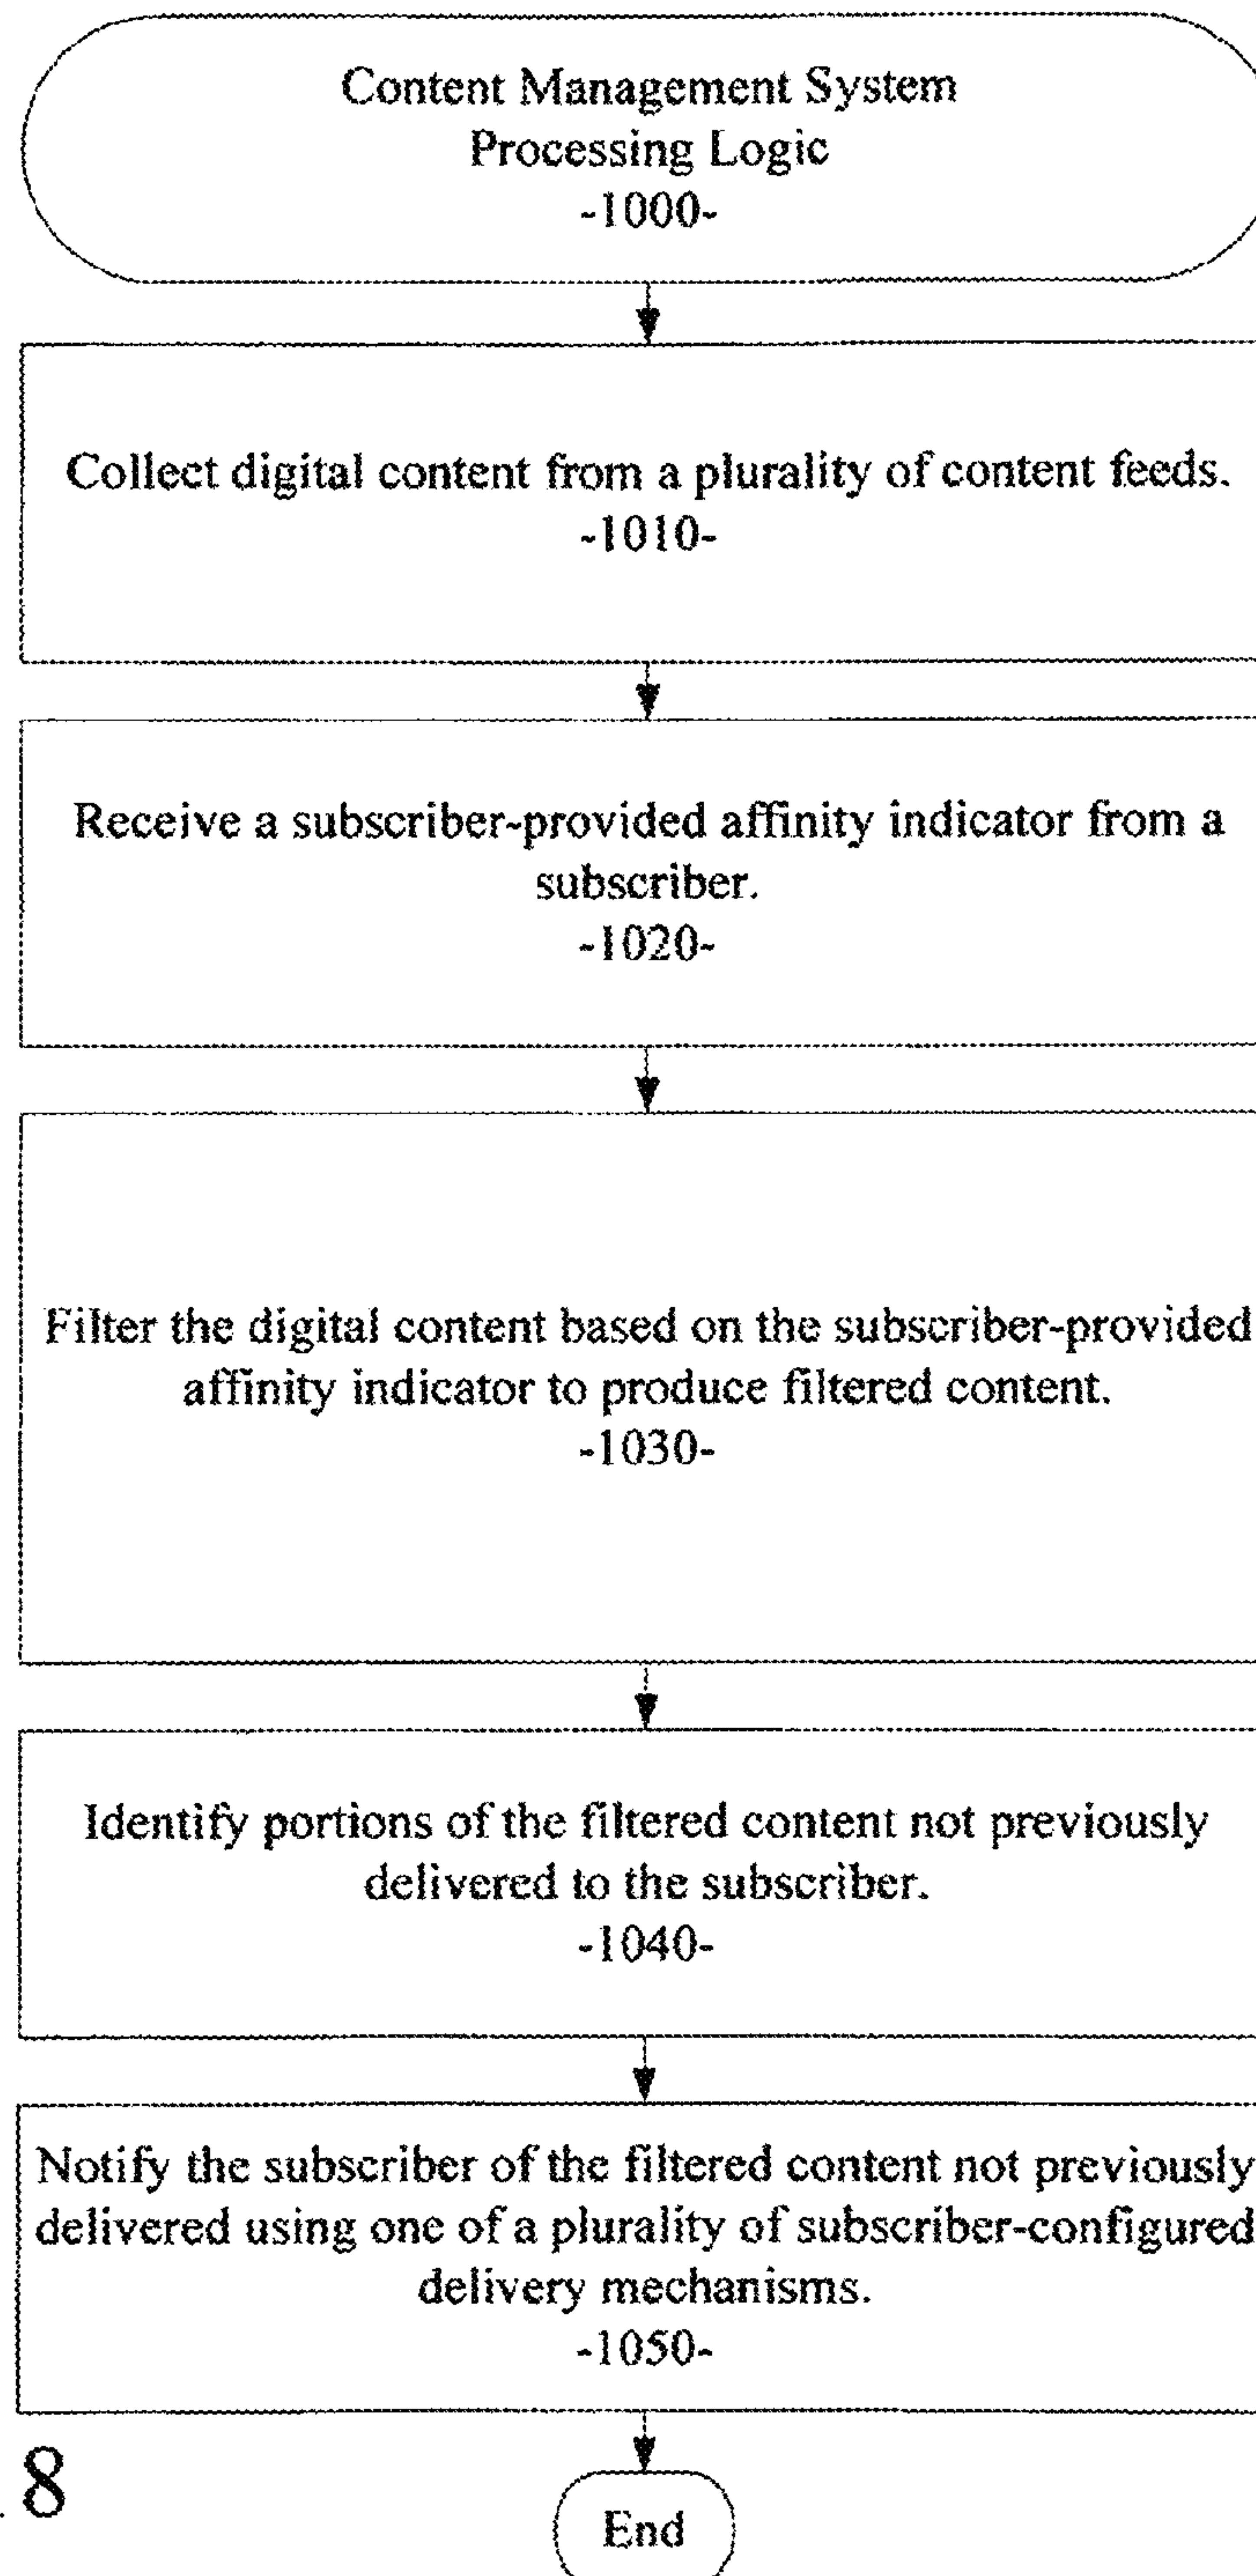 Content Management System
Processing Logic
-1000-
Collect digital content from a plurality of content feeds.
-1010-
Receive a subscriber-provided affinity indicator from a
subscriber.
-1020-
Filter the digital content based on the subscriber-provided
affinity indicator to produce filtered content.
-1030-
Identify portions of the filtered content not previously
delivered to the subscriber.
-1040-
Notify the subscriber of the filtered content not previously
delivered using one of a plurality of subscriber-configured
delivery mechanisms.
-1050-
. 8
End